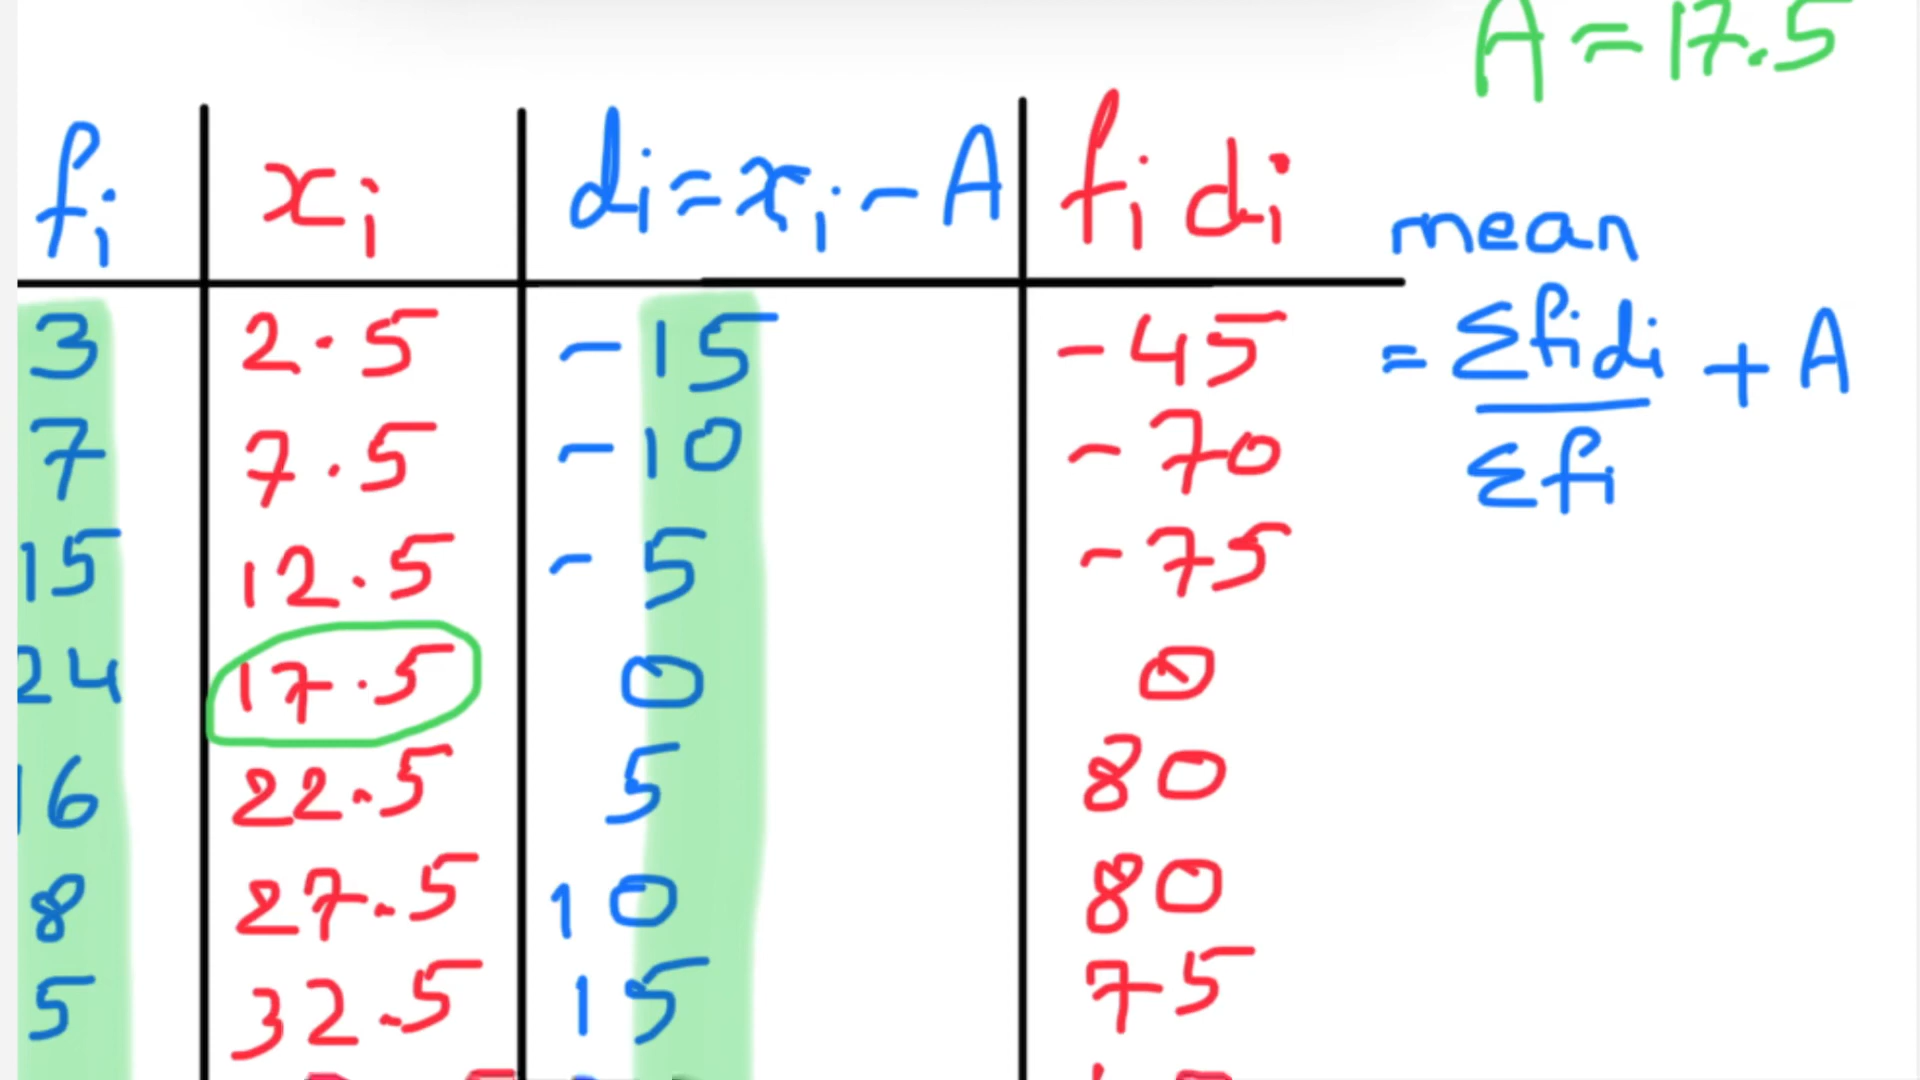 A = 17.5
fi xi di = xi - A fi di
mean
= Σfidi + A
Σfi
3 2.5 -15 -45
7 7.5 -10 -70
15 12.5 -5 -75
24 17.5 0 0
16 22.5 5 80
8 27.5 10 80
5 32.5 15 75